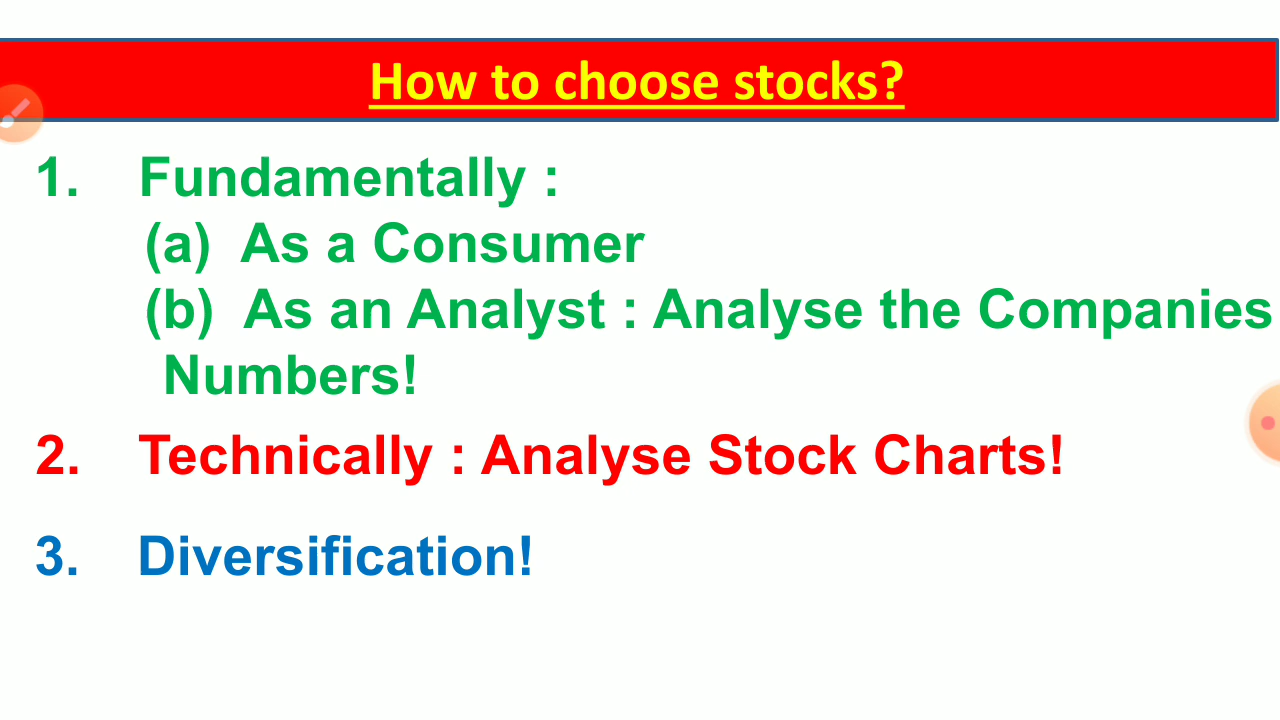 How to choose stocks?
1. Fundamentally :
(a) As a Consumer
(b) As an Analyst : Analyse the Companies
Numbers!
2. Technically : Analyse Stock Charts!
3. Diversification!